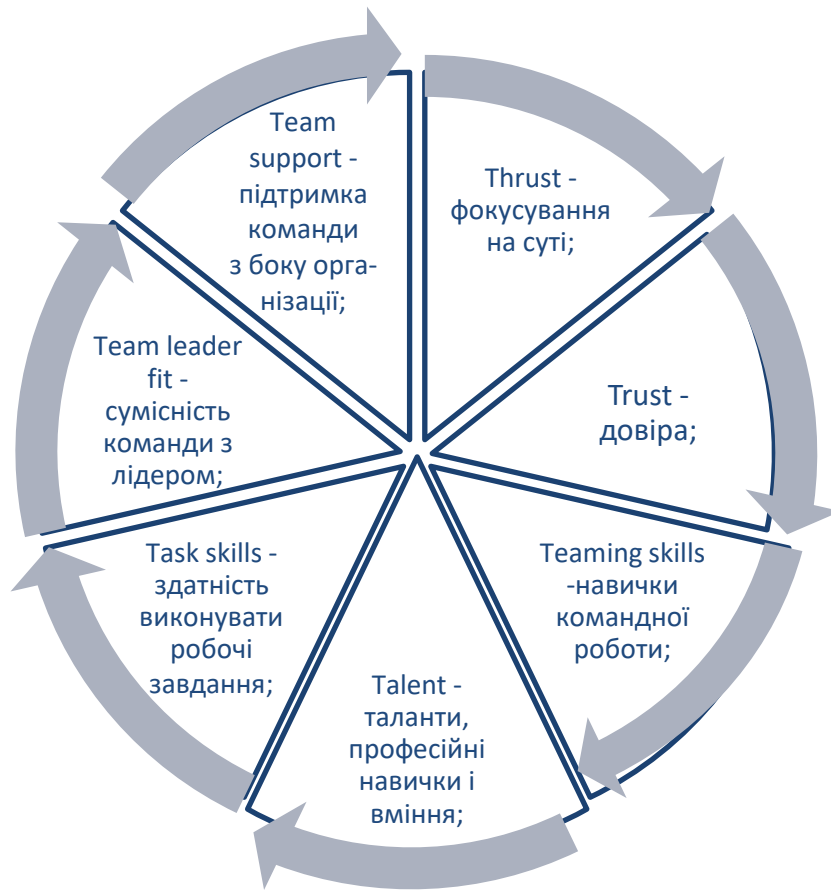 Thrust -
фокусування
на суті;
Trust -
довіра;
Teaming skills
-навички
командної
роботи;
Talent -
таланти,
професійні
навички і
вміння;
Task skills -
здатність
виконувати
робочі
завдання;
Team leader
fit -
сумісність
команди з
лідером;
Team
support -
підтримка
команди
з боку орга-
нізації;